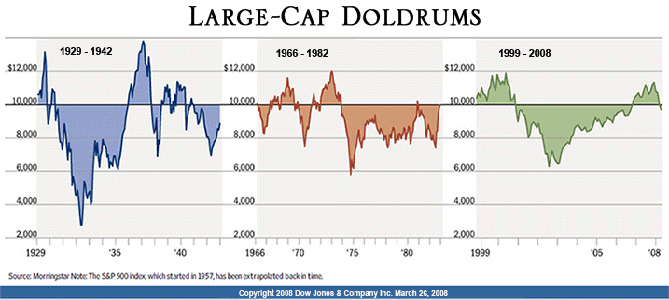 LARGE-CAP DOLDRUMS
1929 - 1942
1966 - 1982
1999 - 2008
$12,000 $12,000 $12,000
10,000 10,000 10,000
8,000 8,000 8,000
6,000 6,000 6,000
4,000 4,000 4,000
2,000 2,000 2,000
1929 '35 '40 1966 '70 '75 '80 1999 '05 '08
Source: Morningstar Note: The S&P 500 index, which started in 1957, has been extrapolated back in time.
Copyright 2008 Dow Jones & Company Inc. March 26, 2008